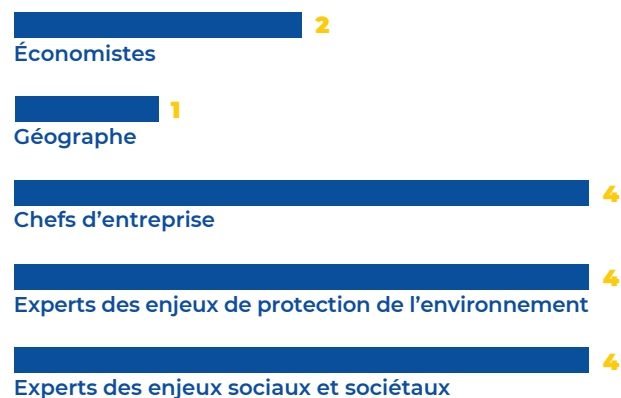 2
Économistes
1
Géographe
4
Chefs d’entreprise
4
Experts des enjeux de protection de l’environnement
4
Experts des enjeux sociaux et sociétaux